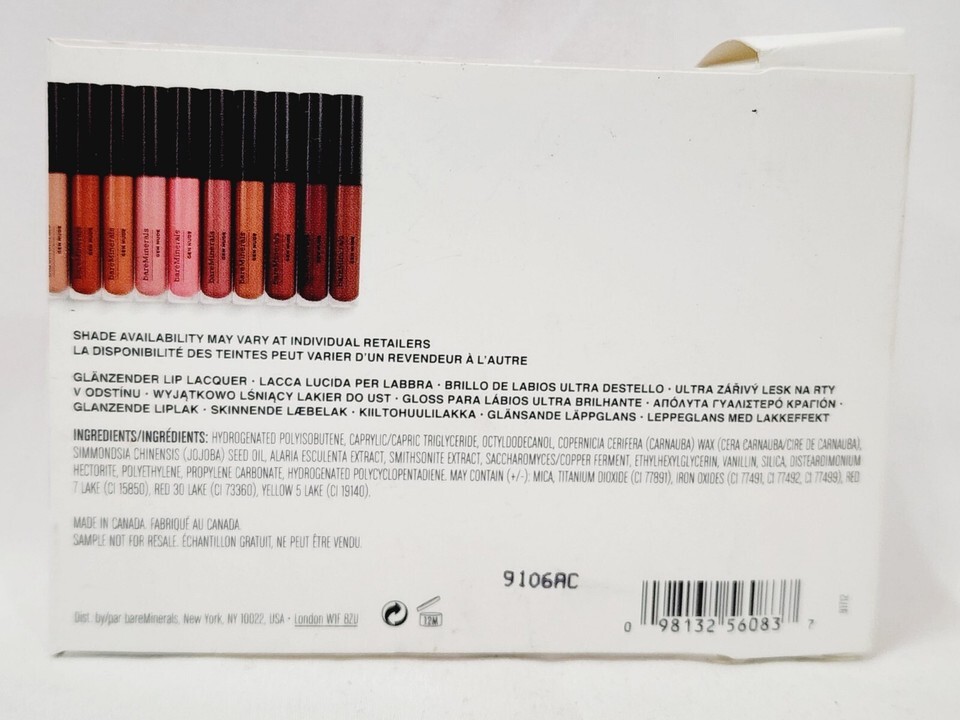 bareMinerals GEN NUDE
SHADE AVAILABILITY MAY VARY AT INDIVIDUAL RETAILERS
LA DISPONIBILITÉ DES TEINTES PEUT VARIER D'UN REVENDEUR À L'AUTRE
GLÄNZENDER LIP LACQUER · LACCA LUCIDA PER LABBRA · BRILLO DE LABIOS ULTRA DESTELLO · ULTRA ZÁŘIVÝ LESK NA RTY
V ODSTÍNU · WYJĄTKOWO LŚNIĄCY LAKIER DO UST · GLOSS PARA LÁBIOS ULTRA BRILHANTE · ΑΠΟΛΥΤΑ ΓΥΑΛΙΣΤΕΡΟ ΚΡΑΓΙΟΝ ·
GLANZENDE LIPLAK · SKINNENDE LÆBELAK · KIILTOHUULILAKKA · GLÄNSANDE LÄPPGLANS · LEPPEGLANS MED LAKKEFFEKT
INGREDIENTS/INGRÉDIENTS: HYDROGENATED POLYISOBUTENE, CAPRYLIC/CAPRIC TRIGLYCERIDE, OCTYLDODECANOL, COPERNICIA CERIFERA (CARNAUBA) WAX (CERA CARNAUBA/CIRE DE CARNAUBA),
SIMMONDSIA CHINENSIS (JOJOBA) SEED OIL, ALARIA ESCULENTA EXTRACT, SMITHSONITE EXTRACT, SACCHAROMYCES/COPPER FERMENT, ETHYLHEXYLGLYCERIN, VANILLIN, SILICA, DISTEARDIMONIUM
HECTORITE, POLYETHYLENE, PROPYLENE CARBONATE, HYDROGENATED POLYCYCLOPENTADIENE. MAY CONTAIN (+/-): MICA, TITANIUM DIOXIDE (CI 77891), IRON OXIDES (CI 77491, CI 77492, CI 77499), RED
7 LAKE (CI 15850), RED 30 LAKE (CI 73360), YELLOW 5 LAKE (CI 19140).
MADE IN CANADA. FABRIQUÉ AU CANADA.
SAMPLE NOT FOR RESALE. ÉCHANTILLON GRATUIT, NE PEUT ÊTRE VENDU.
9106AC
Dist. by/par bareMinerals, New York, NY 10022, USA · London W1F 8ZU
12M
0 98132 56083 7